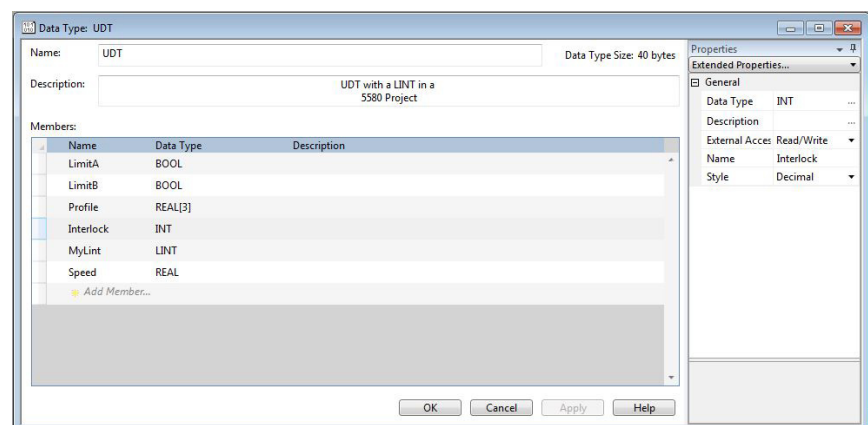 Data Type: UDT
Name: UDT Data Type Size: 40 bytes
Description: UDT with a LINT in a
5580 Project
Members:
Name Data Type Description
LimitA BOOL
LimitB BOOL
Profile REAL[3]
Interlock INT
MyLint LINT
Speed REAL
Add Member...
OK Cancel Apply Help
Properties
Extended Properties...
General
Data Type INT ...
Description ...
External Acces Read/Write
Name Interlock
Style Decimal